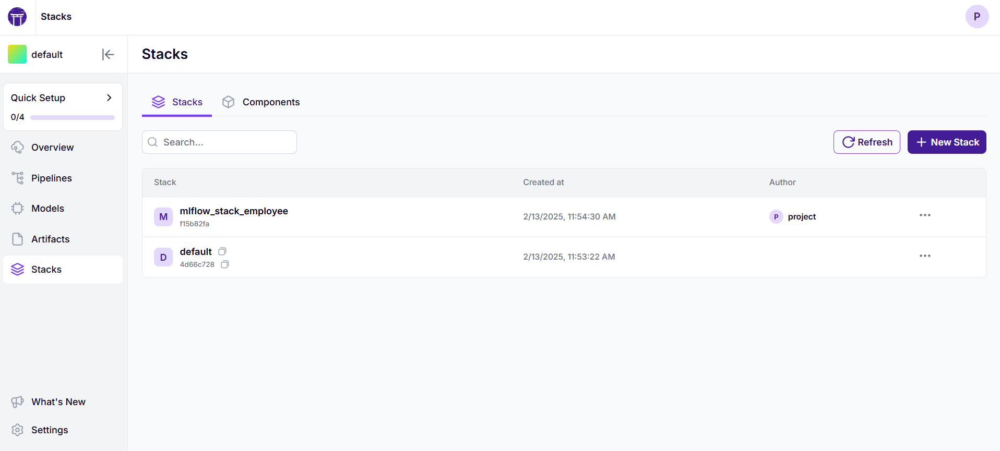 Stacks
P
default
Stacks
Quick Setup
0/4
Overview
Pipelines
Models
Artifacts
Stacks
What's New
Settings
Stacks
Components
Search...
Refresh
New Stack
Stack
Created at
Author
M
mlflow_stack_employee
f15b82fa
2/13/2025, 11:54:30 AM
P
project
D
default
4d66c728
2/13/2025, 11:53:22 AM